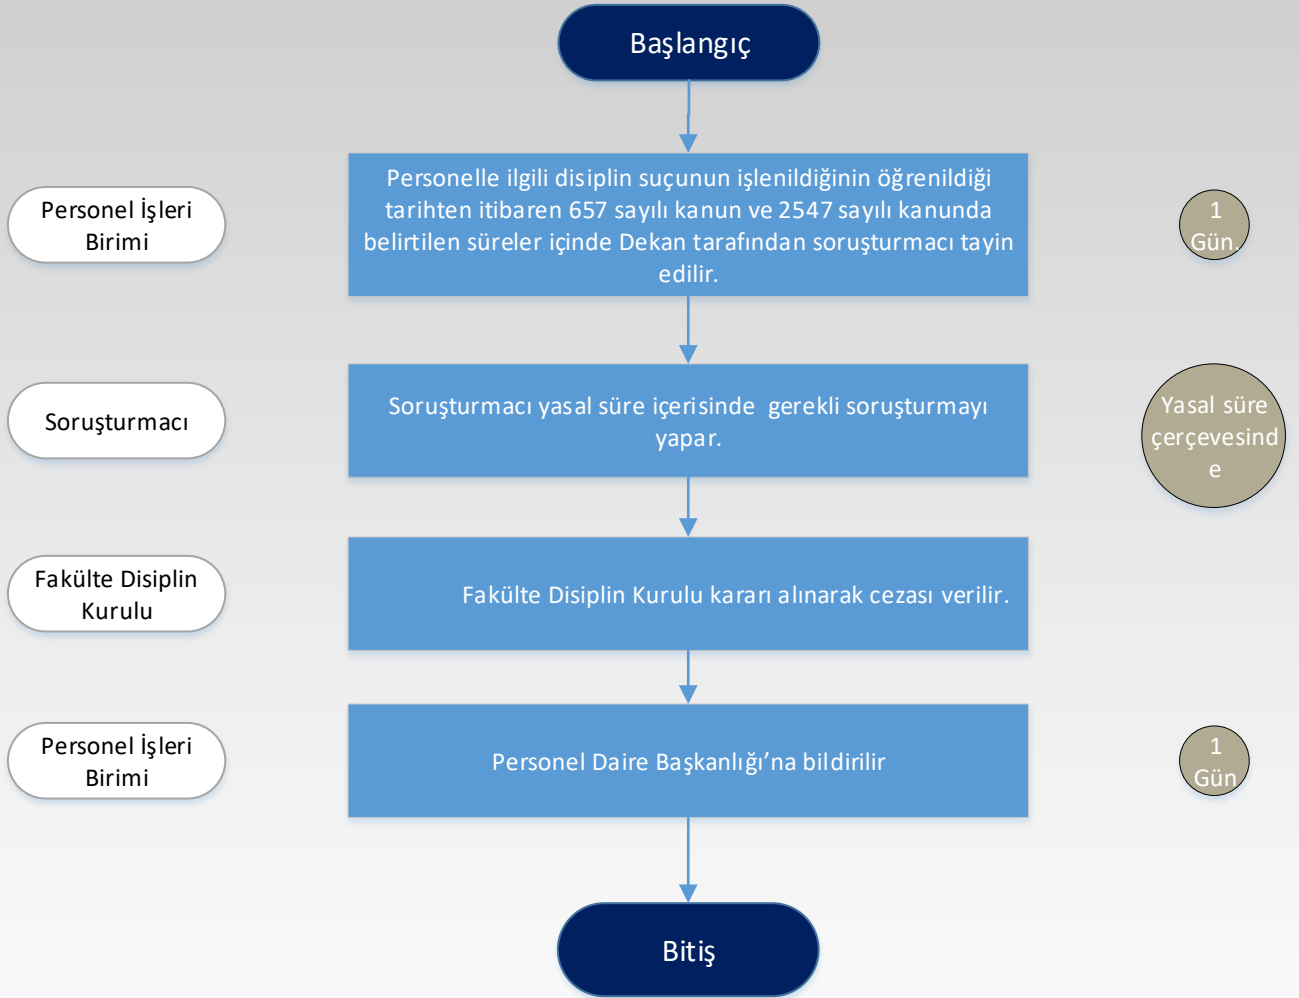 Başlangıç
Personel İşleri
Birimi
Personelle ilgili disiplin suçunun işlenildiğinin öğrenildiği
tarihten itibaren 657 sayılı kanun ve 2547 sayılı kanunda
belirtilen süreler içinde Dekan tarafından soruşturmacı tayin
edilir.
1
Gün.
Soruşturmacı
Soruşturmacı yasal süre içerisinde gerekli soruşturmayı
yapar.
Yasal süre
çerçevesind
e
Fakülte Disiplin
Kurulu
Fakülte Disiplin Kurulu kararı alınarak cezası verilir.
Personel İşleri
Birimi
Personel Daire Başkanlığı’na bildirilir
1
Gün
Bitiş